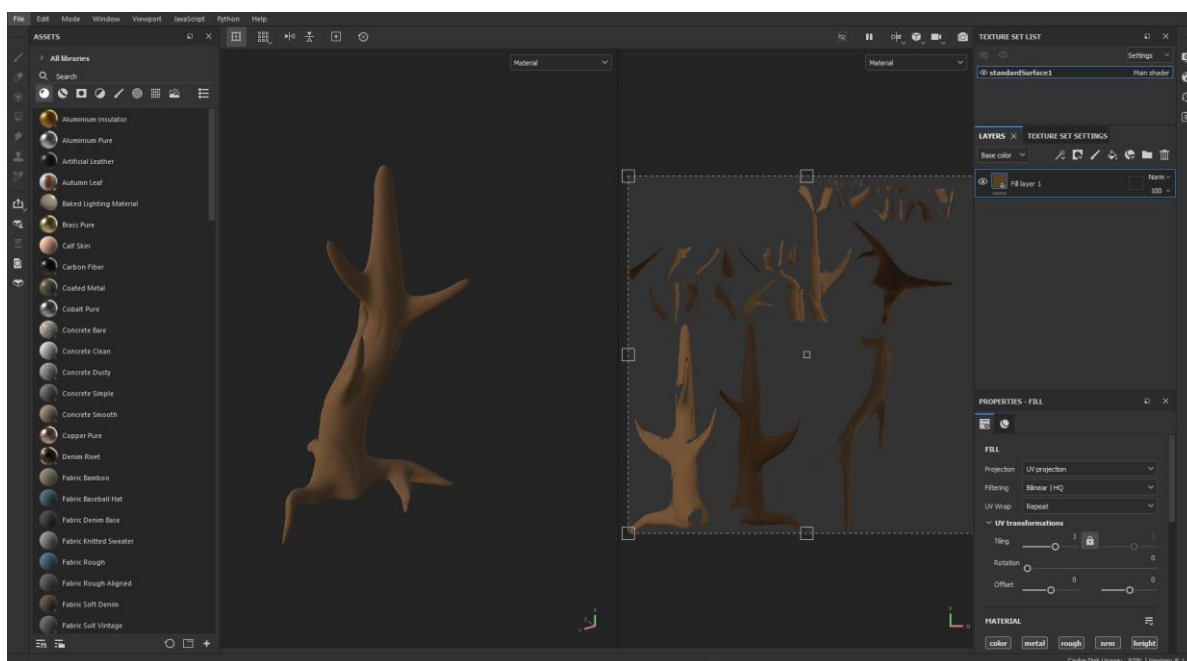 File Edit Mode Window Viewport JavaScript Python Help
ASSETS
All libraries
Search
Aluminium Insulator
Aluminium Pure
Artificial Leather
Autumn Leaf
Baked Lighting Material
Brass Pure
Calf Skin
Carbon Fiber
Coated Metal
Cobalt Pure
Concrete Bare
Concrete Clean
Concrete Dusty
Concrete Simple
Concrete Smooth
Copper Pure
Denim Rivet
Fabric Bamboo
Fabric Baseball Hat
Fabric Denim Base
Fabric Knitted Sweater
Fabric Rough
Fabric Rough Aligned
Fabric Soft Denim
Fabric Suit Vintage
Material
Material
TEXTURE SET LIST
Settings
standardSurface1 Main shader
LAYERS TEXTURE SET SETTINGS
Base color
Fill layer 1 Norm
100
PROPERTIES - FILL
FILL
Projection UV projection
Filtering Bilinear | HQ
UV Wrap Repeat
UV transformations
Tiling 1 1
Rotation 0
Offset 0 0
MATERIAL
color metal rough nrm height